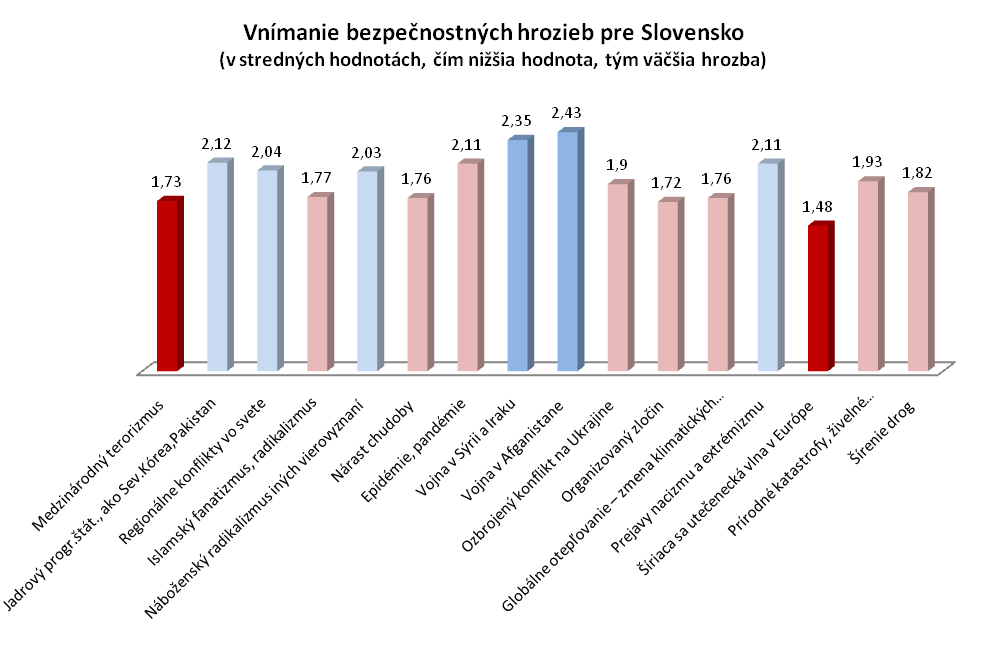 Vnímanie bezpečnostných hrozieb pre Slovensko
(v stredných hodnotách, čím nižšia hodnota, tým väčšia hrozba)
1,73
2,12
2,04
1,77
2,03
1,76
2,11
2,35
2,43
1,9
1,72
1,76
2,11
1,48
1,93
1,82
Medzinárodný terorizmus
Jadrový progr.štát., ako Sev.Kórea,Pakistan
Regionálne konflikty vo svete
Islamský fanatizmus, radikalizmus
Náboženský radikalizmus iných vierovyznaní
Nárast chudoby
Epidémie, pandémie
Vojna v Sýrii a Iraku
Vojna v Afganistane
Ozbrojený konflikt na Ukrajine
Organizovaný zločin
Globálne otepľovanie – zmena klimatických...
Prejavy nacizmu a extrémizmu
Šíriaca sa utečenecká vlna v Európe
Prírodné katastrofy, živelné...
Šírenie drog